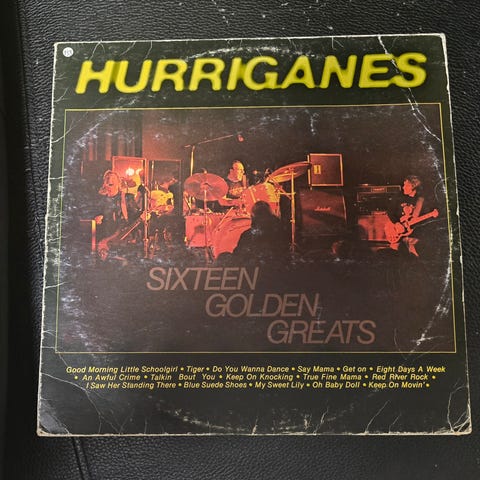 HURRIGANES
SIXTEEN
GOLDEN
GREATS
Good Morning Little Schoolgirl • Tiger • Do You Wanna Dance • Say Mama • Get on • Eight Days A Week
• An Awful Crime • Talkin Bout You • Keep On Knocking • True Fine Mama • Red River Rock •
I Saw Her Standing There • Blue Suede Shoes • My Sweet Lily • Oh Baby Doll • Keep On Movin' •